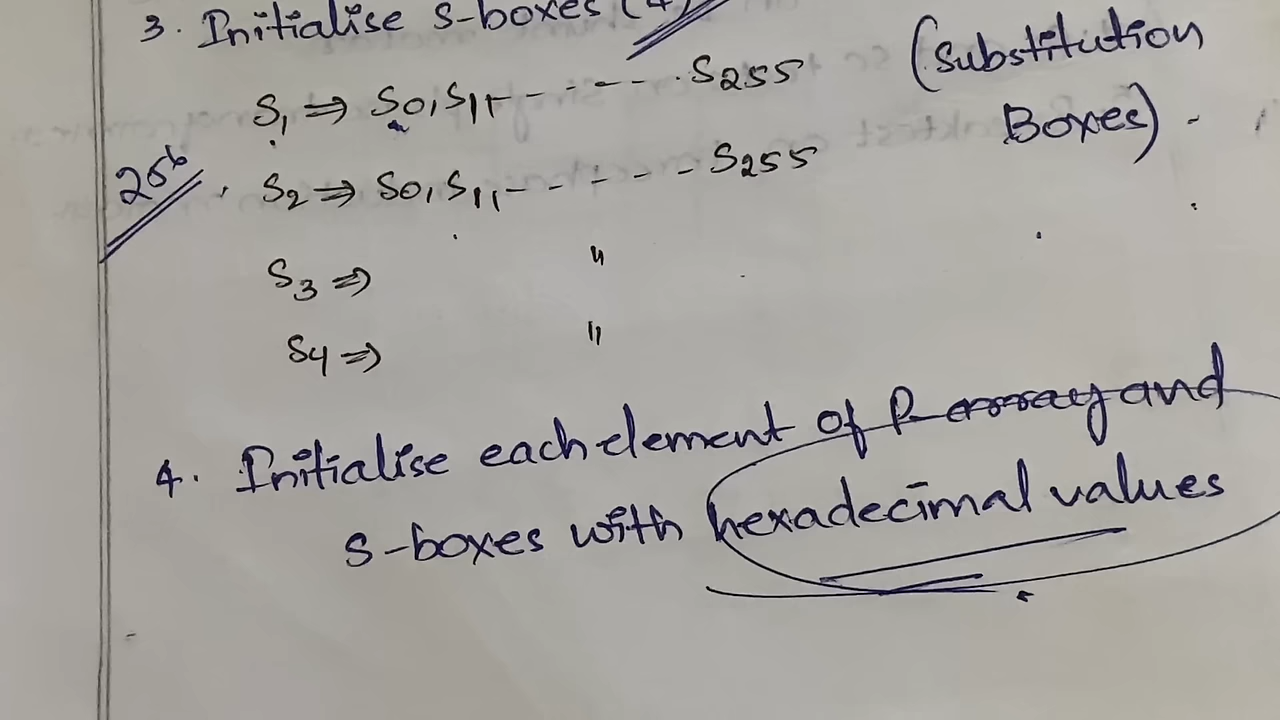 3. Initialise S-boxes (4)
S1 ⇒ S0, S1, - - - - - - S255
(Substitution Boxes).
256
S2 ⇒ S0, S1, - - - - - S255
S3 ⇒ "
S4 ⇒ "
4. Initialise each element of P-array and
S-boxes with hexadecimal values